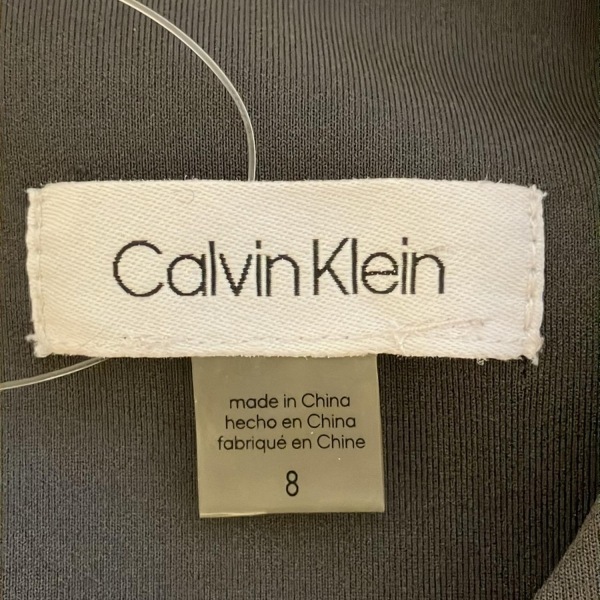 Calvin Klein
made in China
hecho en China
fabriqué en Chine
8